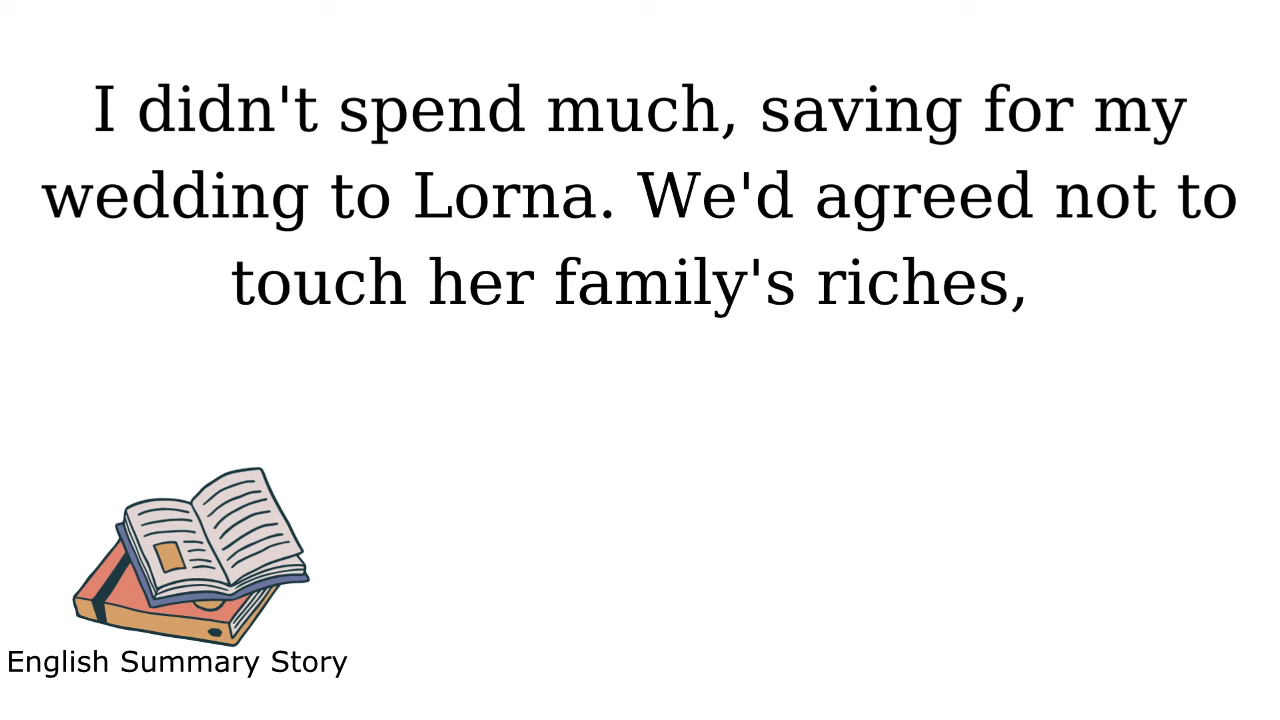 I didn't spend much, saving for my
wedding to Lorna. We'd agreed not to
touch her family's riches,
English Summary Story